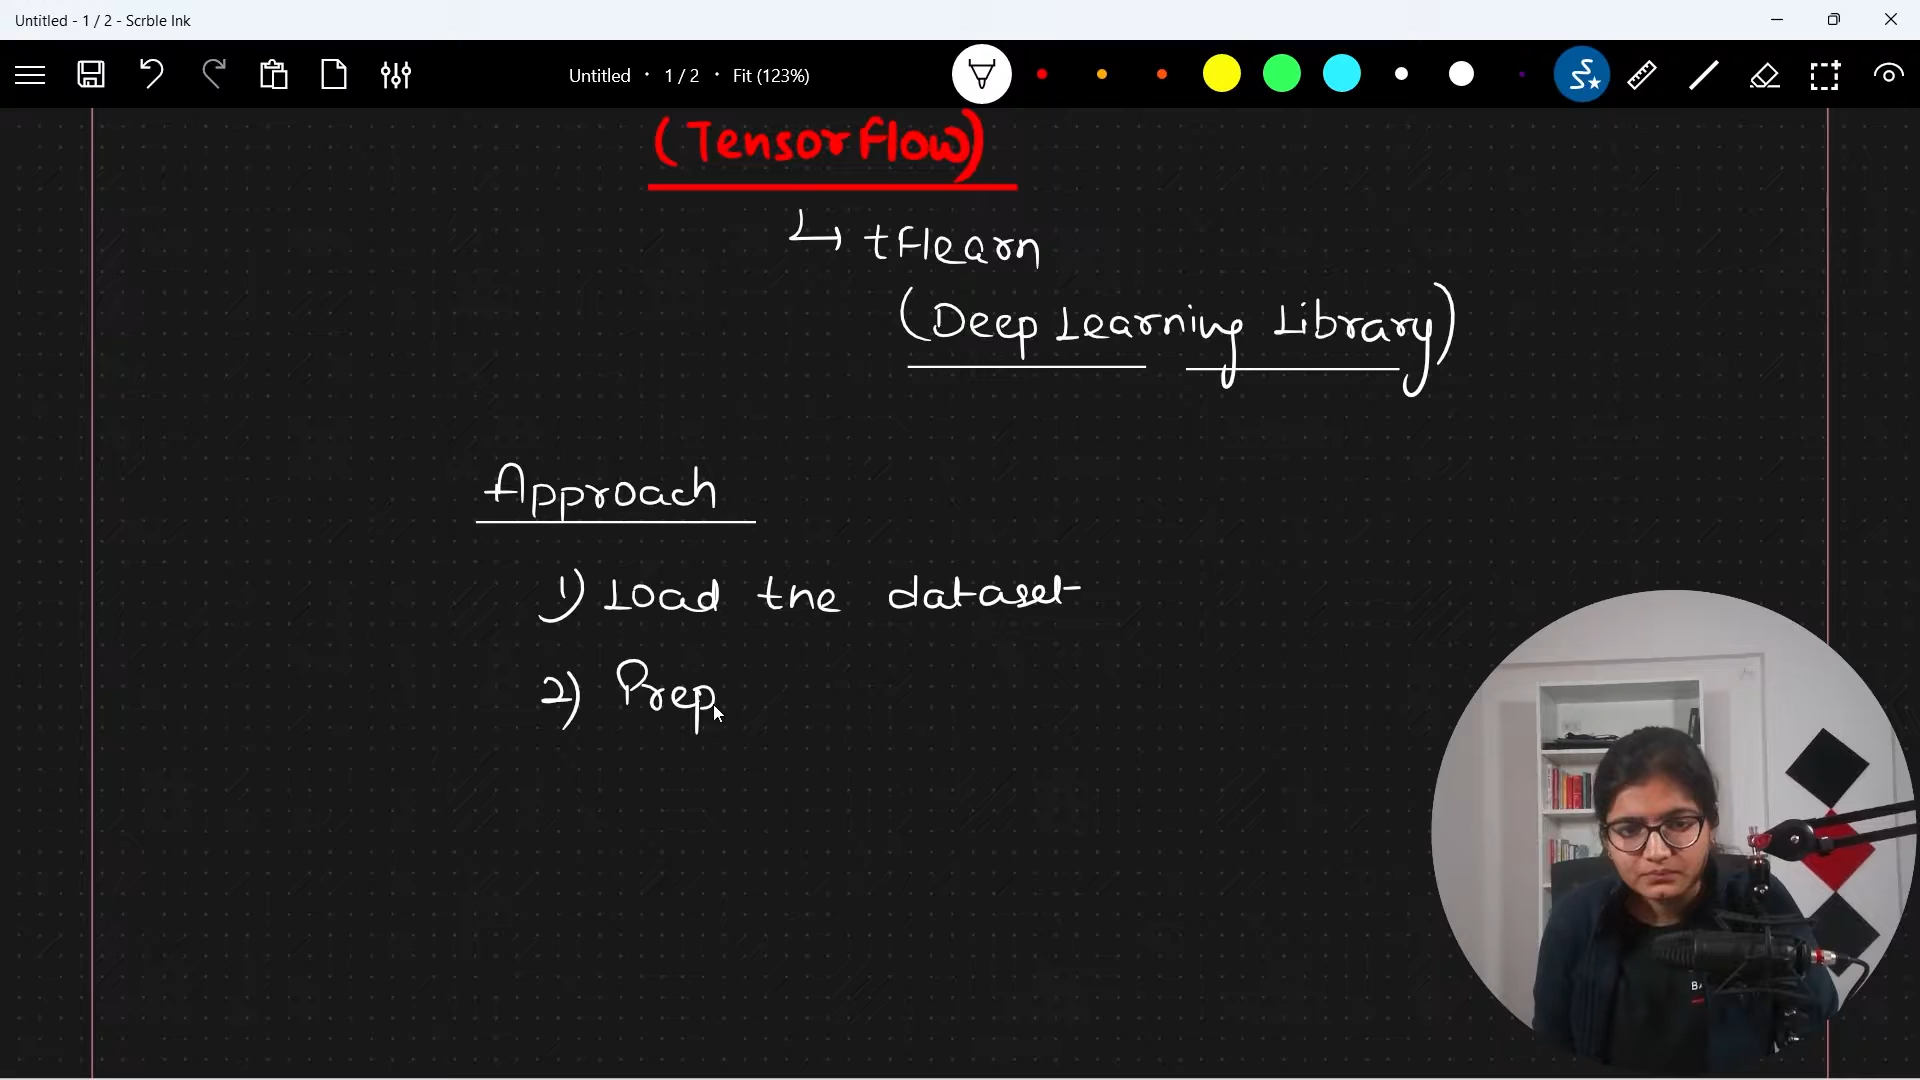 Untitled - 1 / 2 - Scrble Ink
Untitled • 1 / 2 • Fit (123%)
(TensorFlow)
↳ tflearn
(Deep Learning Library)
Approach
1) Load the dataset
2) Prep
BA